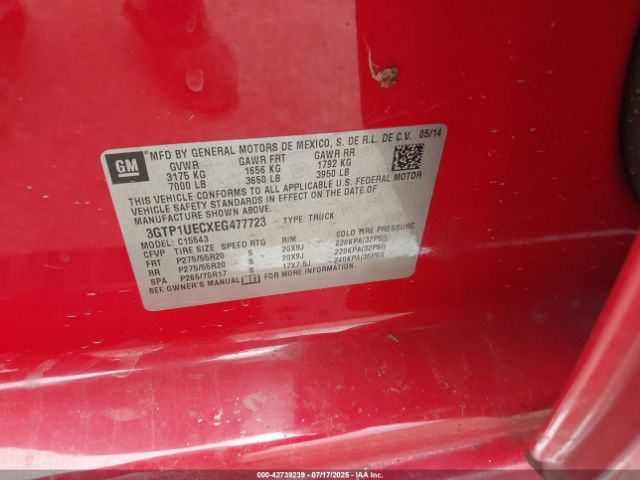 GM
MFD BY GENERAL MOTORS DE MEXICO, S. DE R.L. DE C.V. 05/14
GVWR GAWR FRT GAWR RR
3175 KG 1656 KG 1792 KG
7000 LB 3650 LB 3950 LB
THIS VEHICLE CONFORMS TO ALL APPLICABLE U.S. FEDERAL MOTOR
VEHICLE SAFETY STANDARDS IN EFFECT ON THE DATE OF
MANUFACTURE SHOWN ABOVE.
3GTP1UECXEG477723 TYPE: TRUCK
MODEL: C15543
CFVP TIRE SIZE SPEED RTG RIM COLD TIRE PRESSURE
FRT P275/55R20 S 20X9J 220KPA(32PSI)
RR P275/55R20 S 20X9J 220KPA(32PSI)
SPA P265/70R17 S 17X7.5J 240KPA(35PSI)
SEE OWNER'S MANUAL FOR MORE INFORMATION.
000-42739239 - 07/17/2025 - IAAI.COM